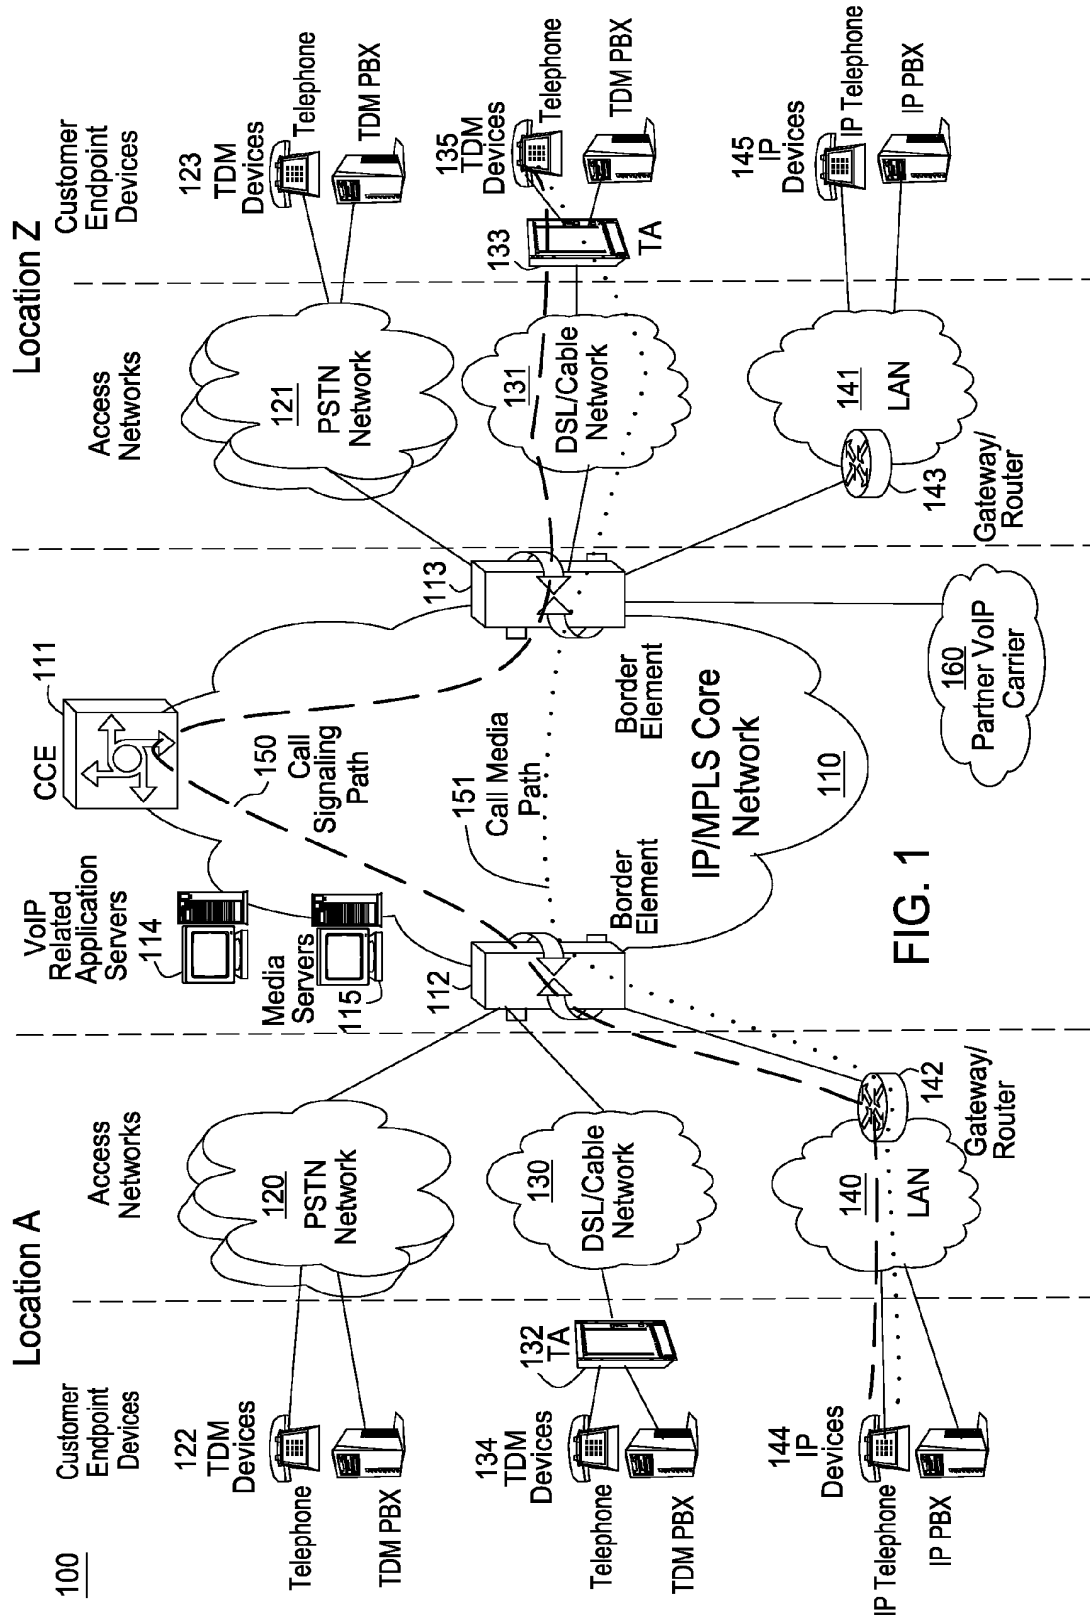 100
Location A
Location Z
Customer
Endpoint
Devices
Access
Networks
VoIP
Related
Application
Servers
114
CCE
111
Access
Networks
Customer
Endpoint
Devices
122
TDM
Devices
Telephone
TDM PBX
120
PSTN
Network
Media
Servers
115
112
150
Call
Signaling
Path
113
121
PSTN
Network
123
TDM
Devices
Telephone
TDM PBX
134
TDM
Devices
Telephone
TDM PBX
132
TA
130
DSL/Cable
Network
151
Call Media
Path
Border
Element
Border
Element
131
DSL/Cable
Network
133
TA
135
TDM
Devices
Telephone
TDM PBX
IP/MPLS Core
Network
110
144
IP
Devices
IP Telephone
IP PBX
140
LAN
142
Gateway/
Router
160
Partner VoIP
Carrier
143
Gateway/
Router
141
LAN
145
IP
Devices
IP Telephone
IP PBX
FIG. 1